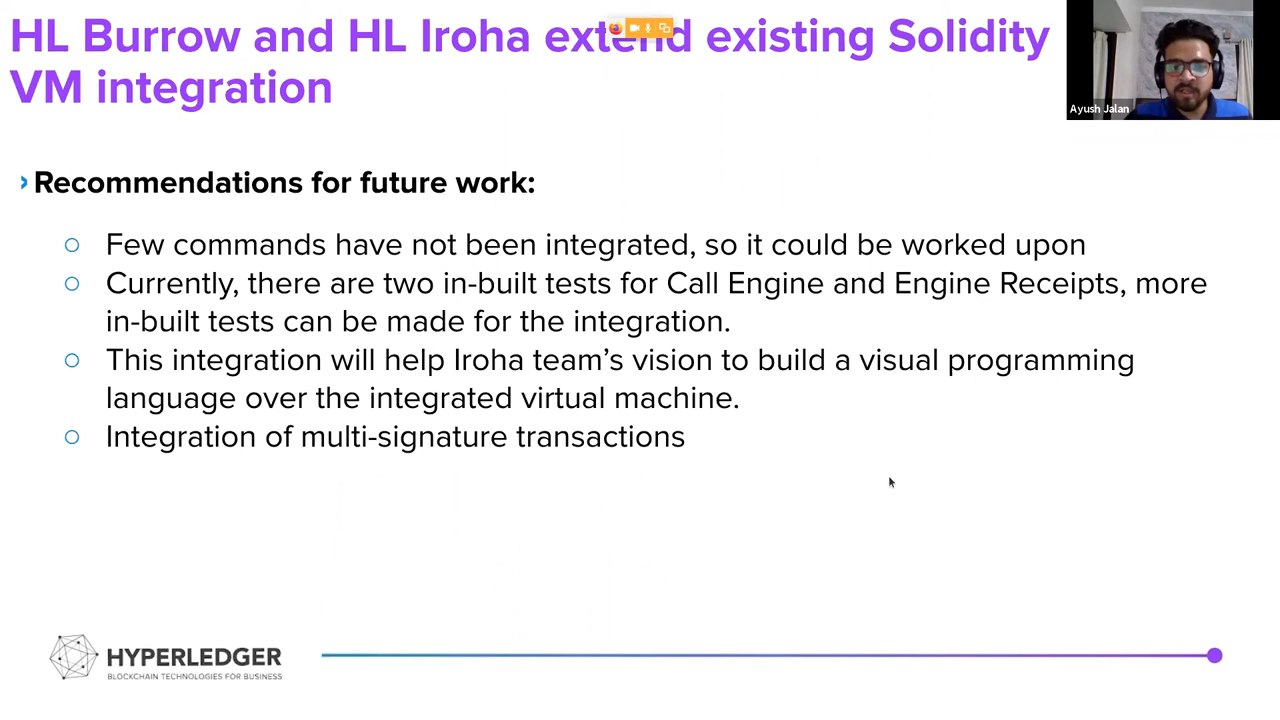 HL Burrow and HL Iroha extend existing Solidity
VM integration
Ayush Jalan
Recommendations for future work:
Few commands have not been integrated, so it could be worked upon
Currently, there are two in-built tests for Call Engine and Engine Receipts, more
in-built tests can be made for the integration.
This integration will help Iroha team’s vision to build a visual programming
language over the integrated virtual machine.
Integration of multi-signature transactions
HYPERLEDGER
BLOCKCHAIN TECHNOLOGIES FOR BUSINESS